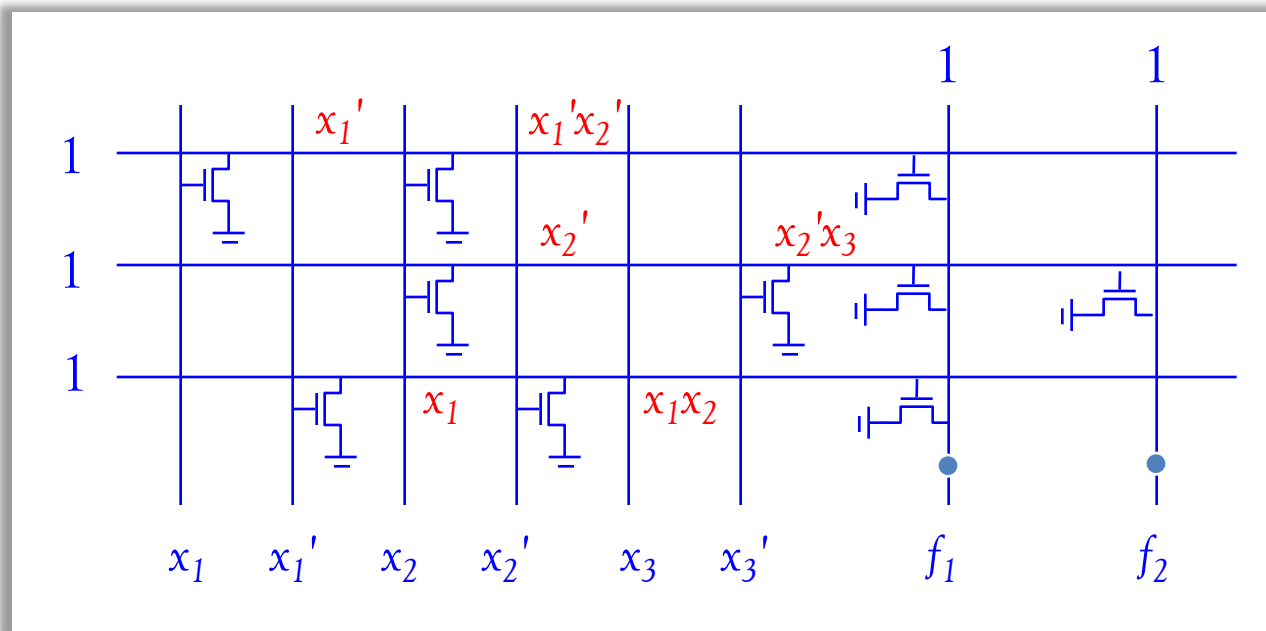 1 1
x₁' x₁'x₂'
1
x₂' x₂'x₃
1
1
x₁ x₁x₂
x₁ x₁' x₂ x₂' x₃ x₃' f₁ f₂